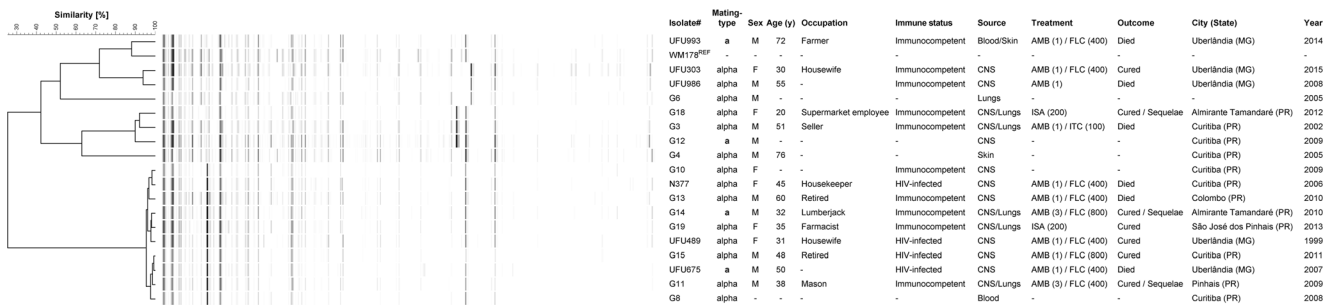 Similarity [%]
30 40 50 60 70 80 90 100
Isolate# Mating-type Sex Age (y) Occupation Immune status Source Treatment Outcome City (State) Year
UFU993 a M 72 Farmer Immunocompetent Blood/Skin AMB (1) / FLC (400) Died Uberlândia (MG) 2014
WM178REF - - - - - - - - - -
UFU303 alpha F 30 Housewife Immunocompetent CNS AMB (1) / FLC (400) Cured Uberlândia (MG) 2015
UFU986 alpha M 55 - Immunocompetent CNS AMB (1) Died Uberlândia (MG) 2008
G6 alpha M - - - Lungs - - - 2005
G18 alpha F 20 Supermarket employee Immunocompetent CNS/Lungs ISA (200) Cured / Sequelae Almirante Tamandaré (PR) 2012
G3 alpha M 51 Seller Immunocompetent CNS/Lungs AMB (1) / ITC (100) Died Curitiba (PR) 2002
G12 a M - - - CNS - - Curitiba (PR) 2009
G4 alpha M 76 - - Skin - - Curitiba (PR) 2005
G10 alpha F - Immunocompetent CNS - - Curitiba (PR) 2009
N377 alpha F 45 Housekeeper HIV-infected CNS AMB (1) / FLC (400) Died Curitiba (PR) 2006
G13 alpha M 60 Retired Immunocompetent CNS AMB (1) / FLC (400) Died Colombo (PR) 2010
G14 a M 32 Lumberjack Immunocompetent CNS/Lungs AMB (3) / FLC (800) Cured / Sequelae Almirante Tamandaré (PR) 2010
G19 alpha F 35 Farmacist Immunocompetent CNS/Lungs ISA (200) Cured São José dos Pinhais (PR) 2013
UFU489 alpha F 31 Housewife HIV-infected CNS AMB (1) / FLC (400) Cured Uberlândia (MG) 1999
G15 alpha M 48 Retired HIV-infected CNS AMB (1) / FLC (800) Cured Curitiba (PR) 2011
UFU675 a M 50 - HIV-infected CNS AMB (1) / FLC (400) Died Uberlândia (MG) 2007
G11 alpha M 38 Mason Immunocompetent CNS/Lungs AMB (3) / FLC (800) Cured / Sequelae Pinhais (PR) 2009
G8 alpha - - - - Blood - - Curitiba (PR) 2008